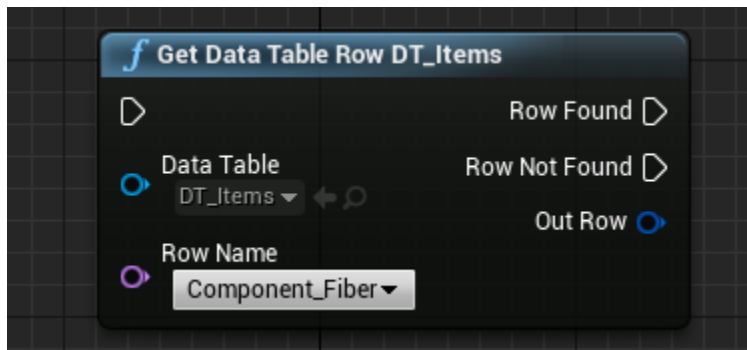 f Get Data Table Row DT_Items
Row Found
Data Table
Row Not Found
DT_Items
Out Row
Row Name
Component_Fiber